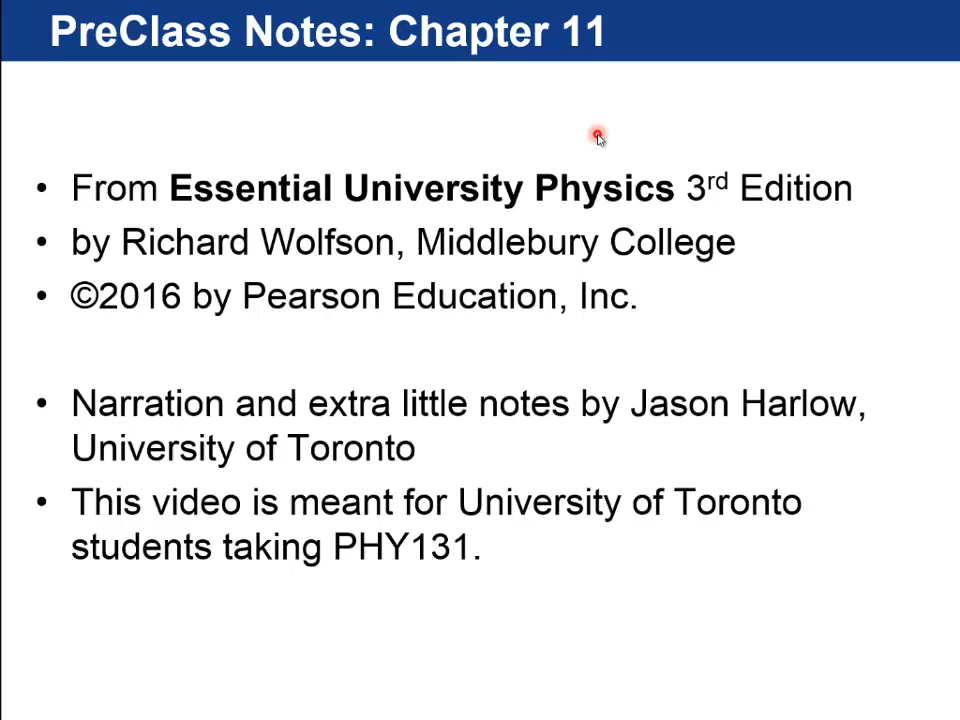 PreClass Notes: Chapter 11
• From Essential University Physics 3rd Edition
• by Richard Wolfson, Middlebury College
• ©2016 by Pearson Education, Inc.
• Narration and extra little notes by Jason Harlow,
University of Toronto
• This video is meant for University of Toronto
students taking PHY131.